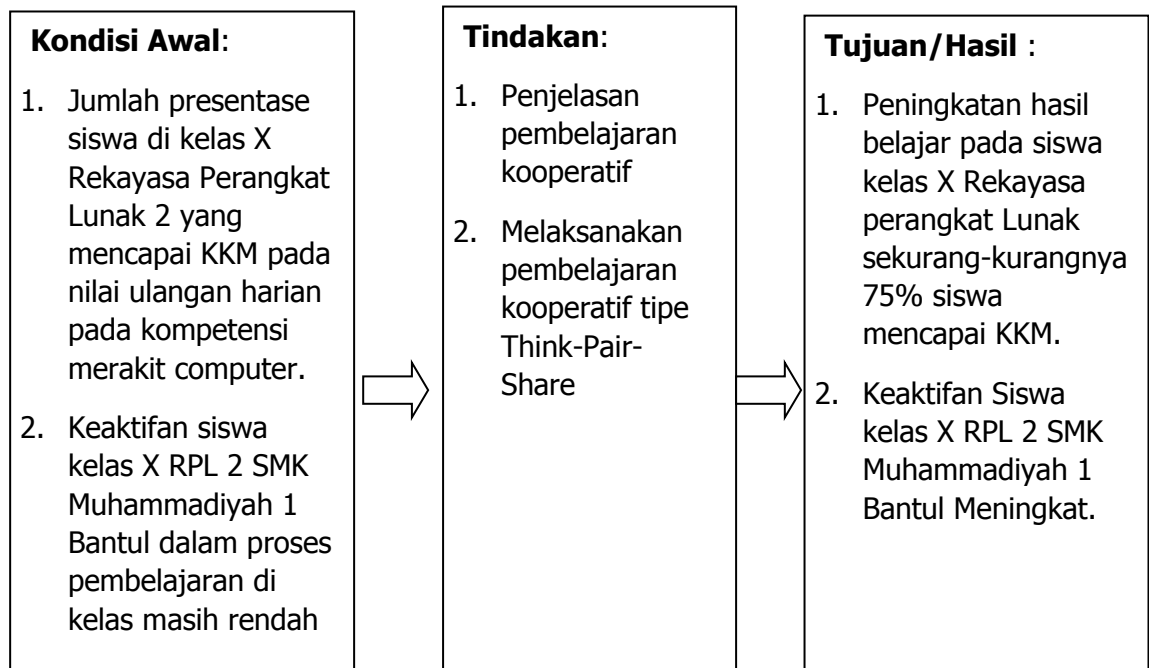 Kondisi Awal:
1. Jumlah presentase
siswa di kelas X
Rekayasa Perangkat
Lunak 2 yang
mencapai KKM pada
nilai ulangan harian
pada kompetensi
merakit computer.
2. Keaktifan siswa
kelas X RPL 2 SMK
Muhammadiyah 1
Bantul dalam proses
pembelajaran di
kelas masih rendah
Tindakan:
1. Penjelasan
pembelajaran
kooperatif
2. Melaksanakan
pembelajaran
kooperatif tipe
Think-Pair-
Share
Tujuan/Hasil :
1. Peningkatan hasil
belajar pada siswa
kelas X Rekayasa
perangkat Lunak
sekurang-kurangnya
75% siswa
mencapai KKM.
2. Keaktifan Siswa
kelas X RPL 2 SMK
Muhammadiyah 1
Bantul Meningkat.